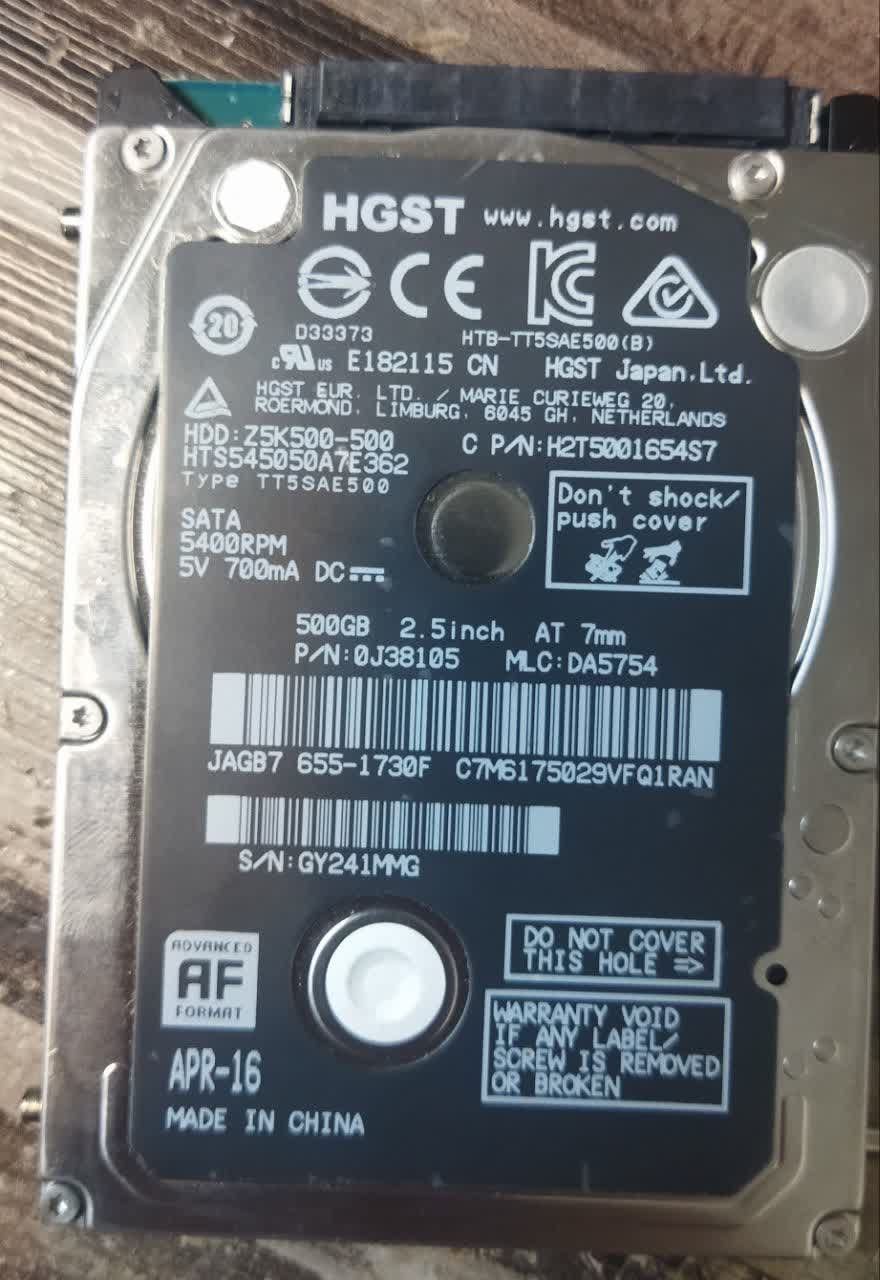 HGST www.hgst.com
20
D33373 HTB-TT5SAE500(B)
c RU us E182115 CN HGST Japan,Ltd.
HGST EUR. LTD. / MARIE CURIEWEG 20,
ROERMOND, LIMBURG, 6045 GH, NETHERLANDS
HDD:Z5K500-500 C P/N:H2T5001654S7
HTS545050A7E362
Type TT5SAE500
Don't shock/
push cover
SATA
5400RPM
5V 700mA DC
500GB 2.5inch AT 7mm
P/N:0J38105 MLC:DA5754
JAGB7 655-1730F C7M6175029VFQ1RAN
S/N:GY241MMG
DO NOT COVER
THIS HOLE =>
ADVANCED
AF
FORMAT
WARRANTY VOID
IF ANY LABEL/
SCREW IS REMOVED
OR BROKEN
APR-16
MADE IN CHINA